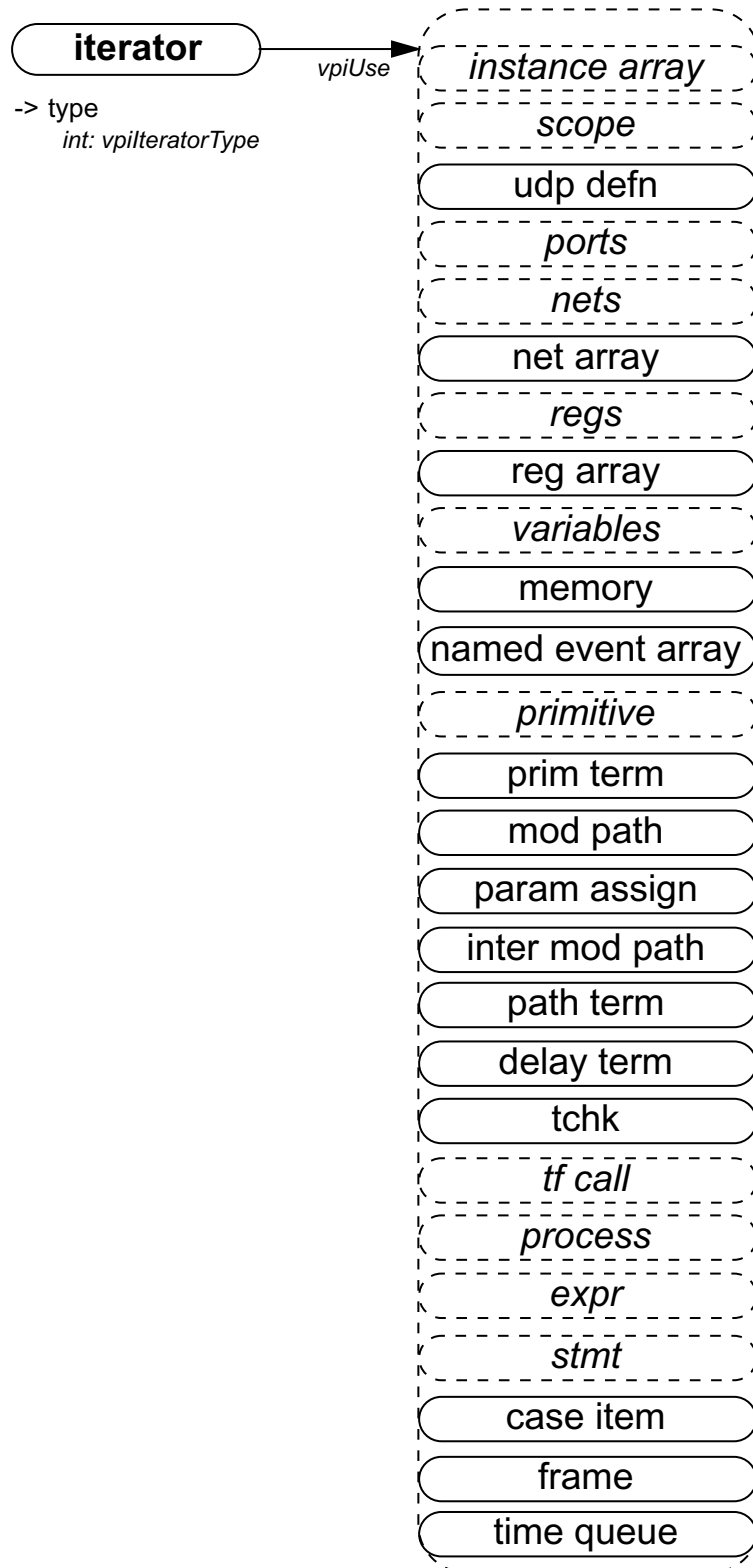 iterator
vpiUse
-> type
int: vpiIteratorType
instance array
scope
udp defn
ports
nets
net array
regs
reg array
variables
memory
named event array
primitive
prim term
mod path
param assign
inter mod path
path term
delay term
tchk
tf call
process
expr
stmt
case item
frame
time queue